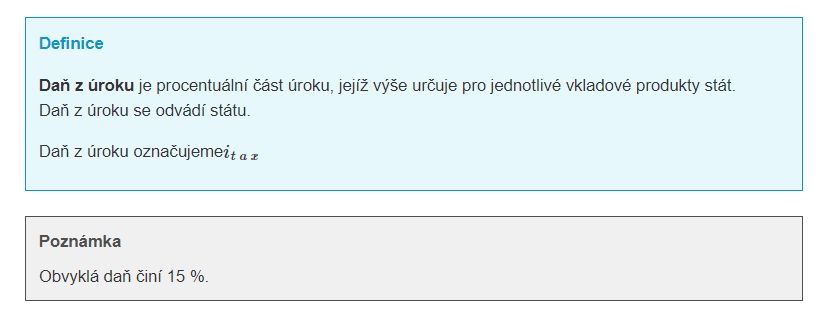 Definice
Daň z úroku je procentuální část úroku, jejíž výše určuje pro jednotlivé vkladové produkty stát.
Daň z úroku se odvádí státu.
Daň z úroku označujeme i_{t a x}
Poznámka
Obvyklá daň činí 15 %.